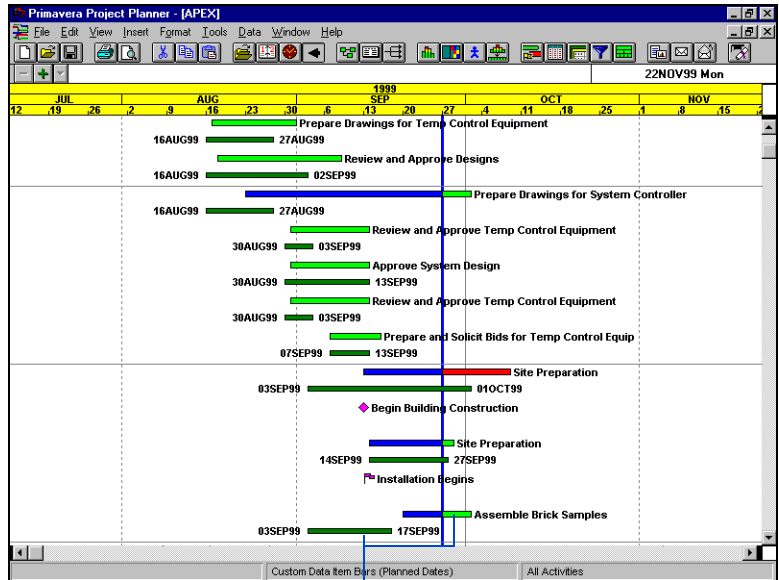 Primavera Project Planner - [APEX]
File Edit View Insert Format Tools Data Window Help
22NOV99 Mon
1999
JUL AUG SEP OCT NOV
12 19 26 2 9 16 23 30 6 13 20 27 4 11 18 25 1 8 15
Prepare Drawings for Temp Control Equipment
16AUG99 27AUG99
Review and Approve Designs
16AUG99 02SEP99
Prepare Drawings for System Controller
16AUG99 27AUG99
Review and Approve Temp Control Equipment
30AUG99 03SEP99
Approve System Design
30AUG99 13SEP99
Review and Approve Temp Control Equipment
30AUG99 03SEP99
Prepare and Solicit Bids for Temp Control Equip
07SEP99 13SEP99
Site Preparation
03SEP99 01OCT99
Begin Building Construction
Site Preparation
14SEP99 27SEP99
Installation Begins
Assemble Brick Samples
03SEP99 17SEP99
Custom Data Item Bars (Planned Dates) All Activities